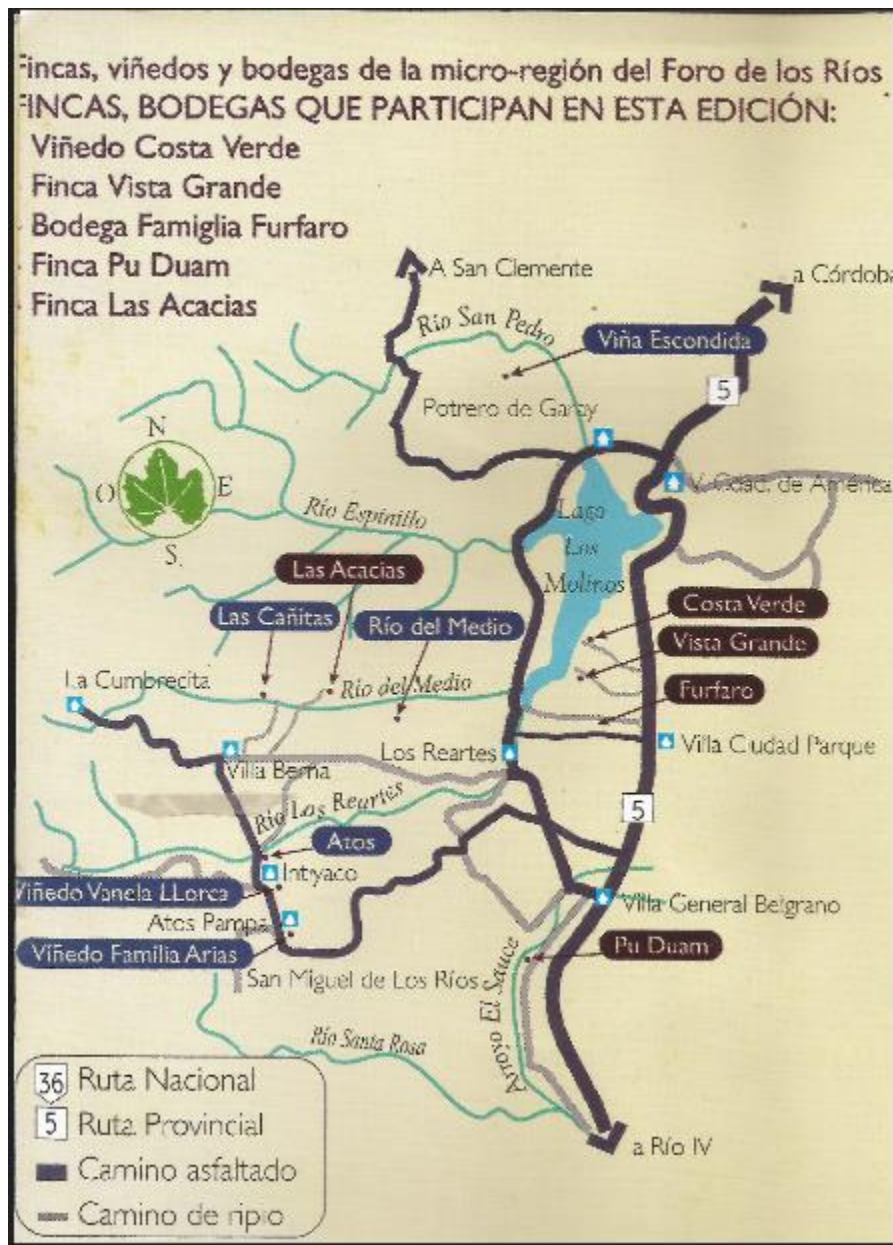 Fincas, viñedos y bodegas de la micro-región del Foro de los Ríos
FINCAS, BODEGAS QUE PARTICIPAN EN ESTA EDICIÓN:
Viñedo Costa Verde
Finca Vista Grande
Bodega Famiglia Furfaro
Finca Pu Duam
Finca Las Acacias
A San Clemente
a Córdoba
Río San Pedro
Viña Escondida
5
Potrero de Garay
N
O
E
S
V. Cdad. de América
Río Espinillo
Lago
Los
Molinos
Las Acacias
Las Cañitas
Río del Medio
Costa Verde
Vista Grande
Furfaro
La Cumbrecita
Río del Medio
Villa Berna
Los Reartes
Villa Ciudad Parque
Río Los Reartes
5
Atos
Intiyaco
Viñedo Vanela LLorca
Villa General Belgrano
Atos Pampa
Viñedo Familia Arias
Pu Duam
San Miguel de Los Ríos
Arroyo El Sauce
Río Santa Rosa
36 Ruta Nacional
5 Ruta Provincial
Camino asfaltado
Camino de ripio
a Río IV